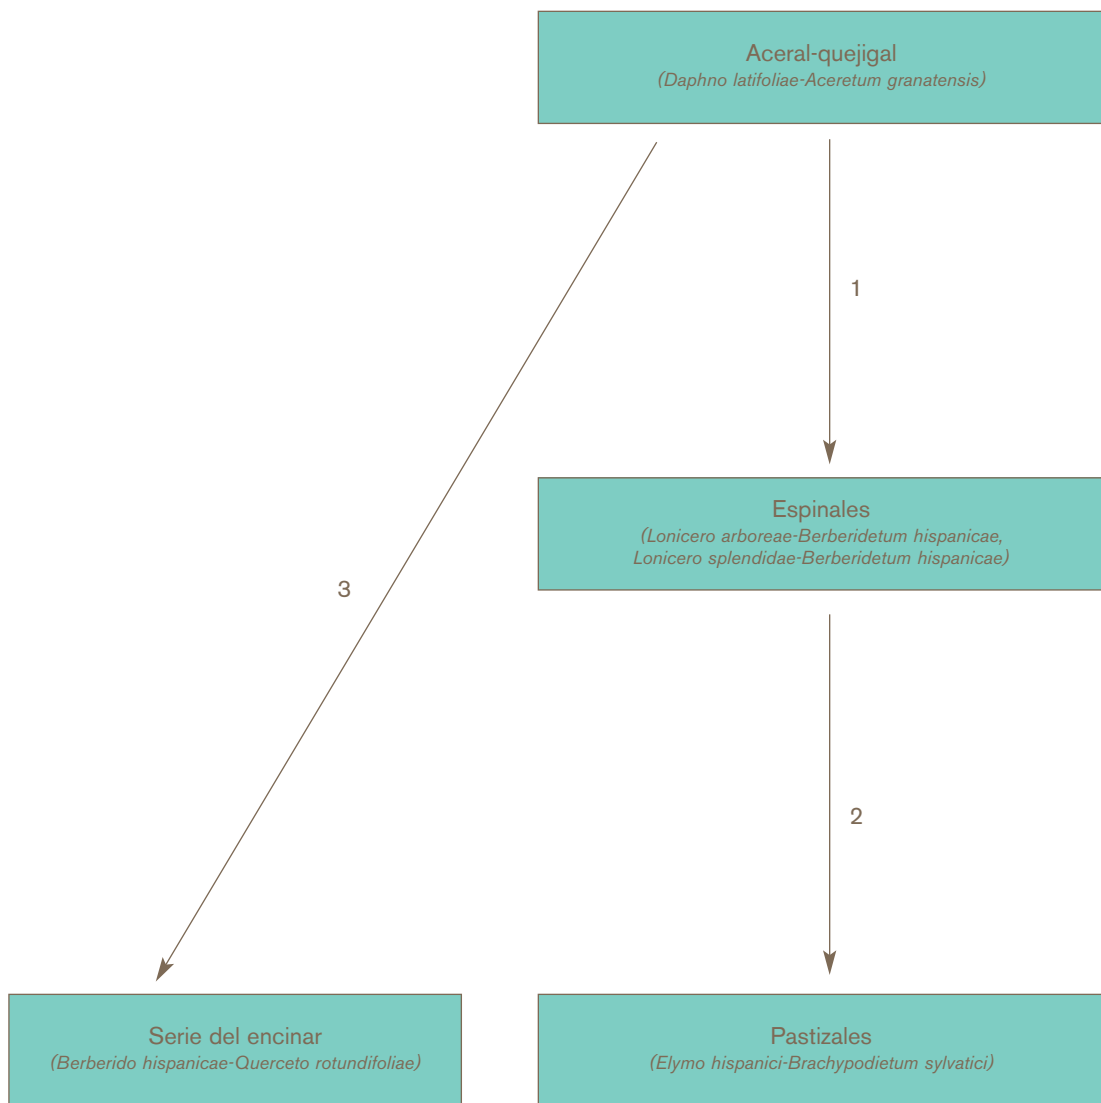 Aceral-quejigal
(Daphno latifoliae-Aceretum granatensis)
1
Espinales
(Lonicero arboreae-Berberidetum hispanicae,
Lonicero splendidae-Berberidetum hispanicae)
3
2
Serie del encinar
(Berberido hispanicae-Querceto rotundifoliae)
Pastizales
(Elymo hispanici-Brachypodietum sylvatici)